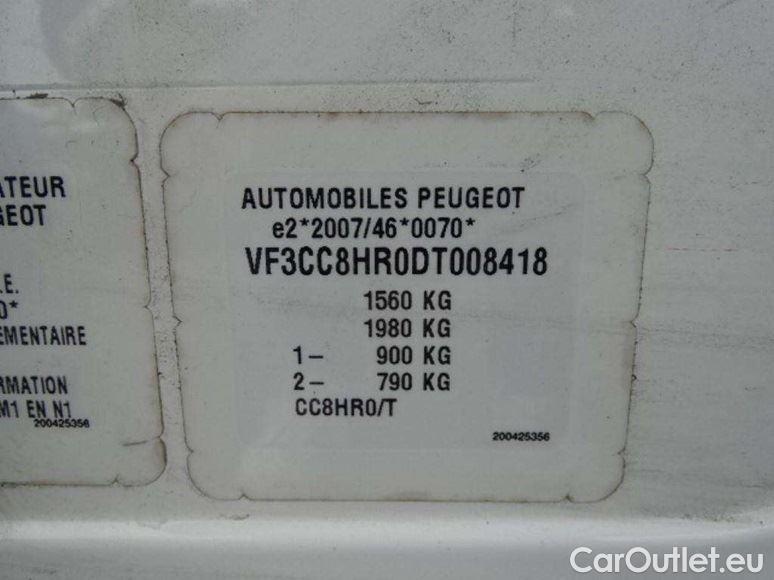 ATEUR
GEOT
.E.
0*
EMENTAIRE
RMATION
M1 EN N1
200425356
AUTOMOBILES PEUGEOT
e2*2007/46*0070*
VF3CC8HR0DT008418
1560 KG
1980 KG
1- 900 KG
2- 790 KG
CC8HR0/T
200425356
CarOutlet.eu